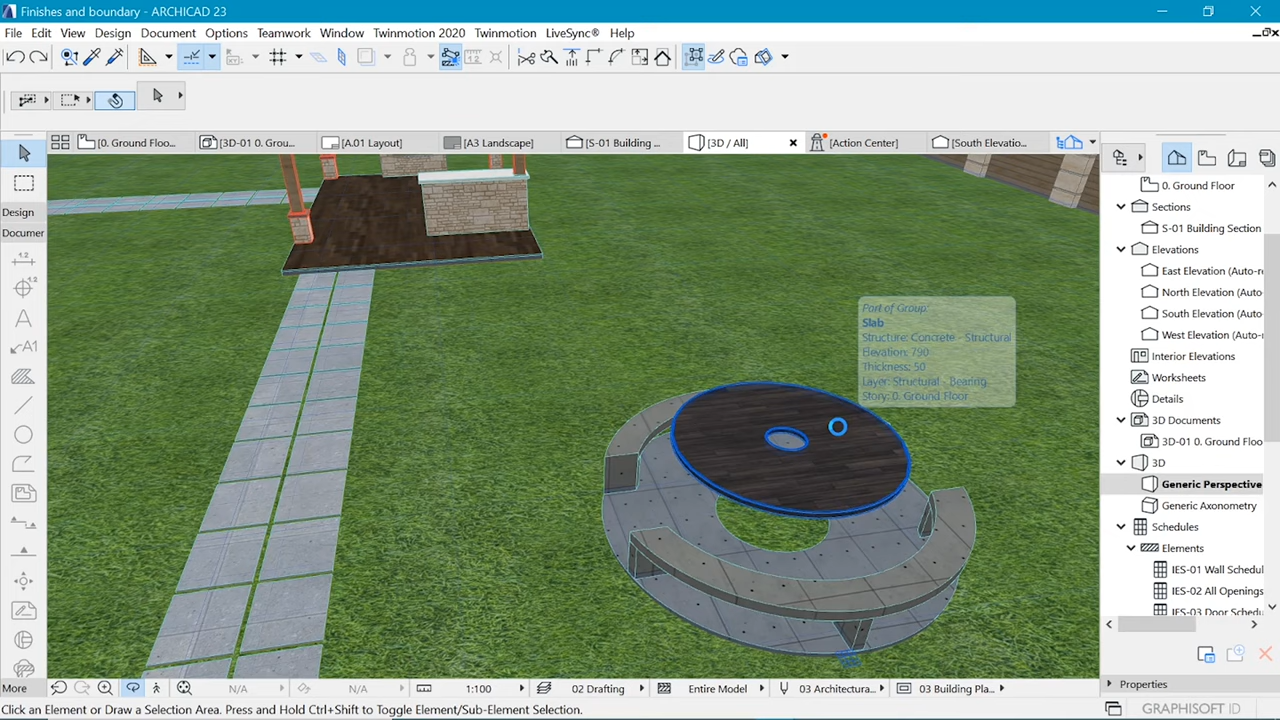 Finishes and boundary - ARCHICAD 23
File Edit View Design Document Options Teamwork Window Twinmotion 2020 Twinmotion LiveSync® Help
[0. Ground Floo...
[3D-01 0. Grou...
[A.01 Layout]
[A3 Landscape]
[S-01 Building ...
[3D / All]
[Action Center]
[South Elevatio...
Design
Documer
A1
More
Part of Group:
Slab
Structure: Concrete - Structural
Elevation: 790
Thickness: 50
Layer: Structural - Bearing
Story: 0. Ground Floor
0. Ground Floor
Sections
S-01 Building Section
Elevations
East Elevation (Auto-re
North Elevation (Auto
South Elevation (Auto-
West Elevation (Auto-
Interior Elevations
Worksheets
Details
3D Documents
3D-01 0. Ground Floo
3D
Generic Perspective
Generic Axonometry
Schedules
Elements
IES-01 Wall Schedul
IES-02 All Openings
IES-03 Door Schedu
Properties
N/A
N/A
1:100
02 Drafting
Entire Model
03 Architectura...
03 Building Pla...
Click an Element or Draw a Selection Area. Press and Hold Ctrl+Shift to Toggle Element/Sub-Element Selection.
GRAPHISOFT ID